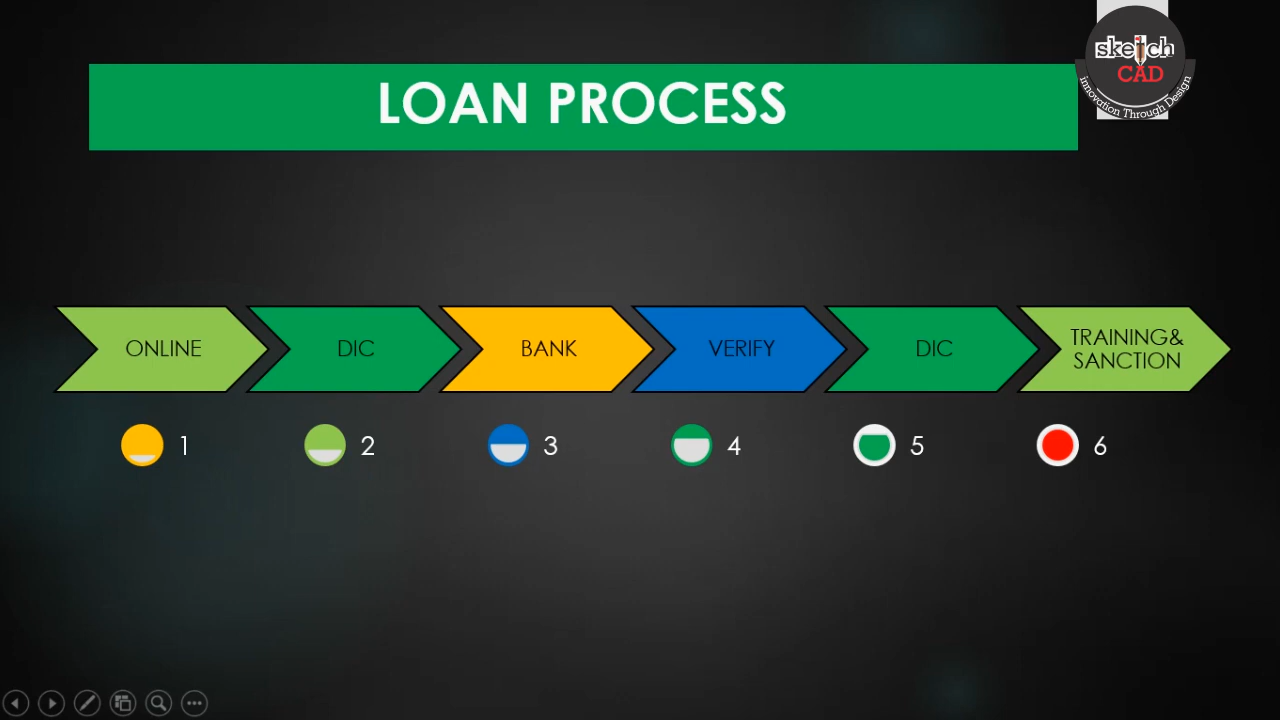 sketch
CAD
innovation Through Design
LOAN PROCESS
ONLINE
DIC
BANK
VERIFY
DIC
TRAINING&
SANCTION
1
2
3
4
5
6